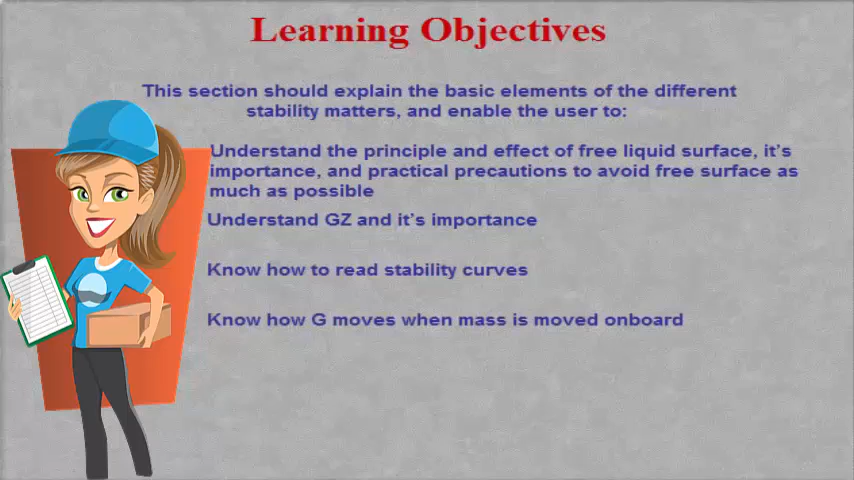 Learning Objectives
This section should explain the basic elements of the different
stability matters, and enable the user to:
Understand the principle and effect of free liquid surface, it's
importance, and practical precautions to avoid free surface as
much as possible
Understand GZ and it's importance
Know how to read stability curves
Know how G moves when mass is moved onboard